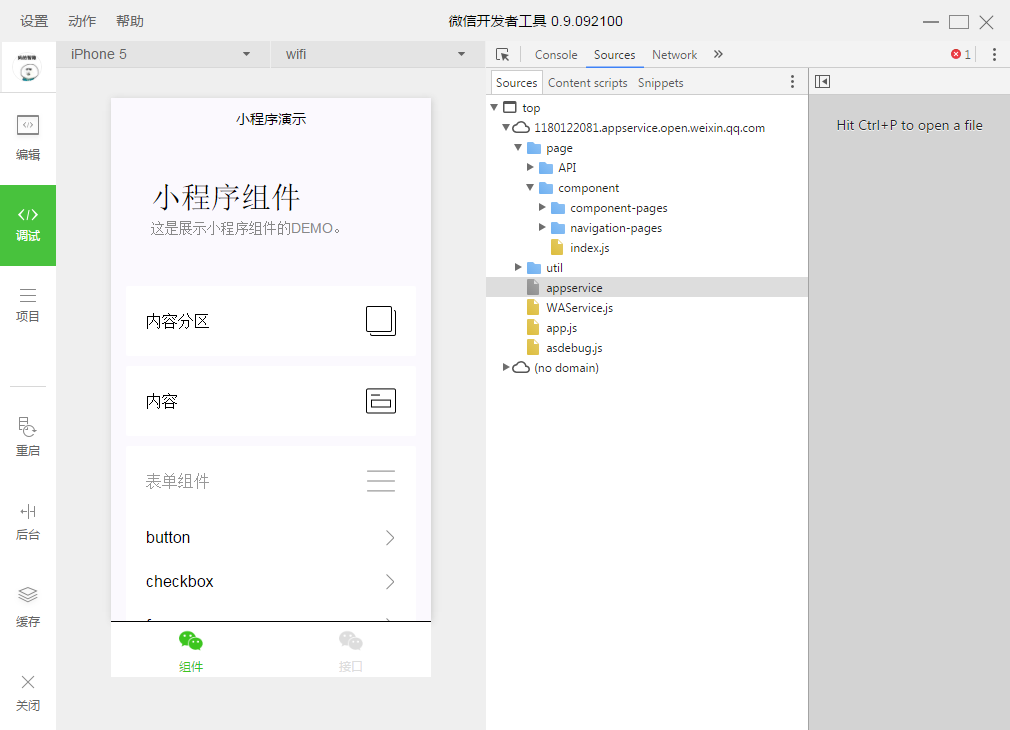 设置 动作 帮助 微信开发者工具 0.9.092100
iPhone 5 wifi
Console Sources Network » 1
Sources Content scripts Snippets
编辑
调试
项目
重启
后台
缓存
关闭
小程序演示
小程序组件
这是展示小程序组件的DEMO。
内容分区
内容
表单组件
button
checkbox
组件 接口
top
1180122081.appservice.open.weixin.qq.com
page
API
component
component-pages
navigation-pages
index.js
util
appservice
WAService.js
app.js
asdebug.js
(no domain)
Hit Ctrl+P to open a file